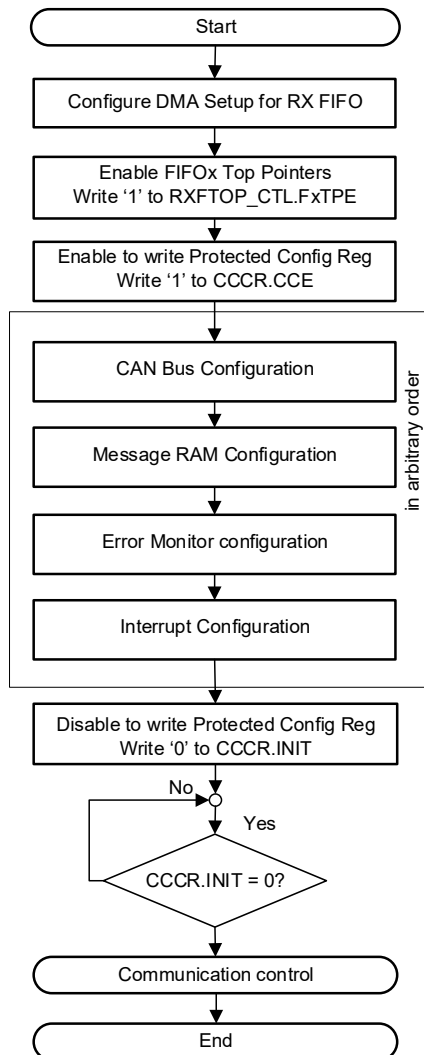 Start
Configure DMA Setup for RX FIFO
Enable FIFOx Top Pointers
Write ‘1’ to RXFTOP_CTL.FxTPE
Enable to write Protected Config Reg
Write ‘1’ to CCCR.CCE
CAN Bus Configuration
Message RAM Configuration
Error Monitor configuration
Interrupt Configuration
in arbitrary order
Disable to write Protected Config Reg
Write ‘0’ to CCCR.INIT
No
Yes
CCCR.INIT = 0?
Communication control
End